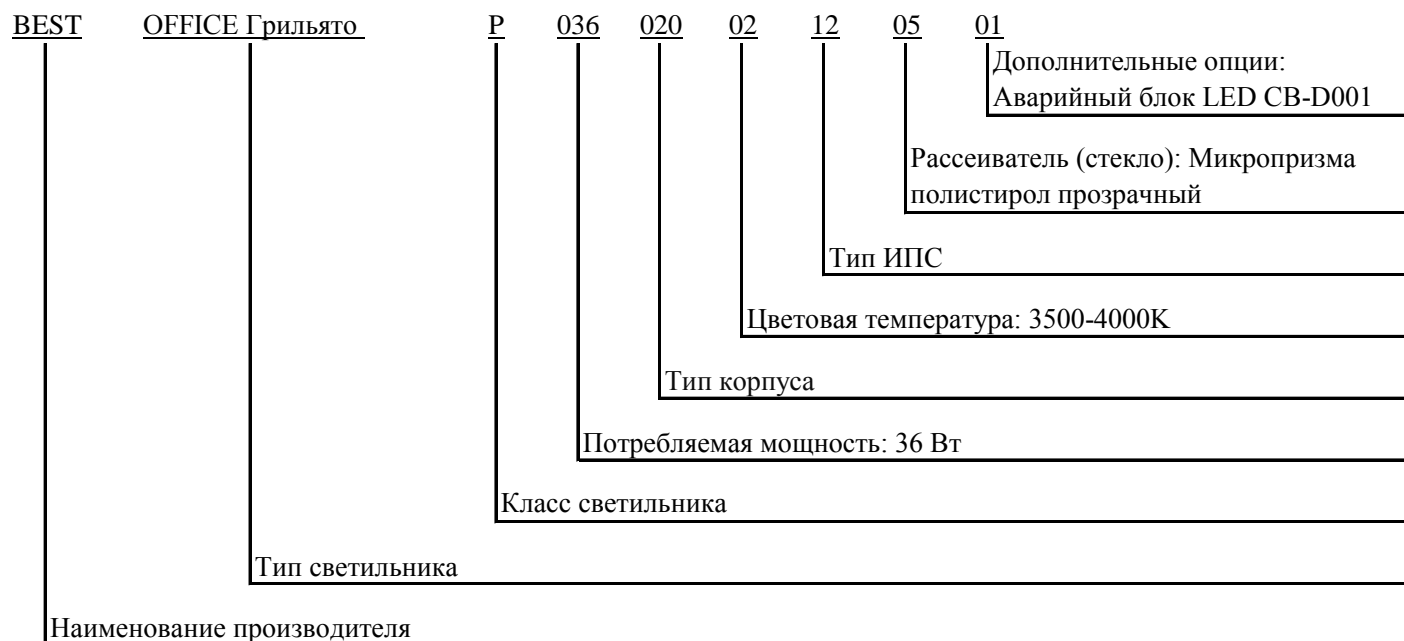 BEST OFFICE Грильято P 036 020 02 12 05 01
Дополнительные опции:
Аварийный блок LED CB-D001
Рассеиватель (стекло): Микропризма
полистирол прозрачный
Тип ИПС
Цветовая температура: 3500-4000K
Тип корпуса
Потребляемая мощность: 36 Вт
Класс светильника
Тип светильника
Наименование производителя